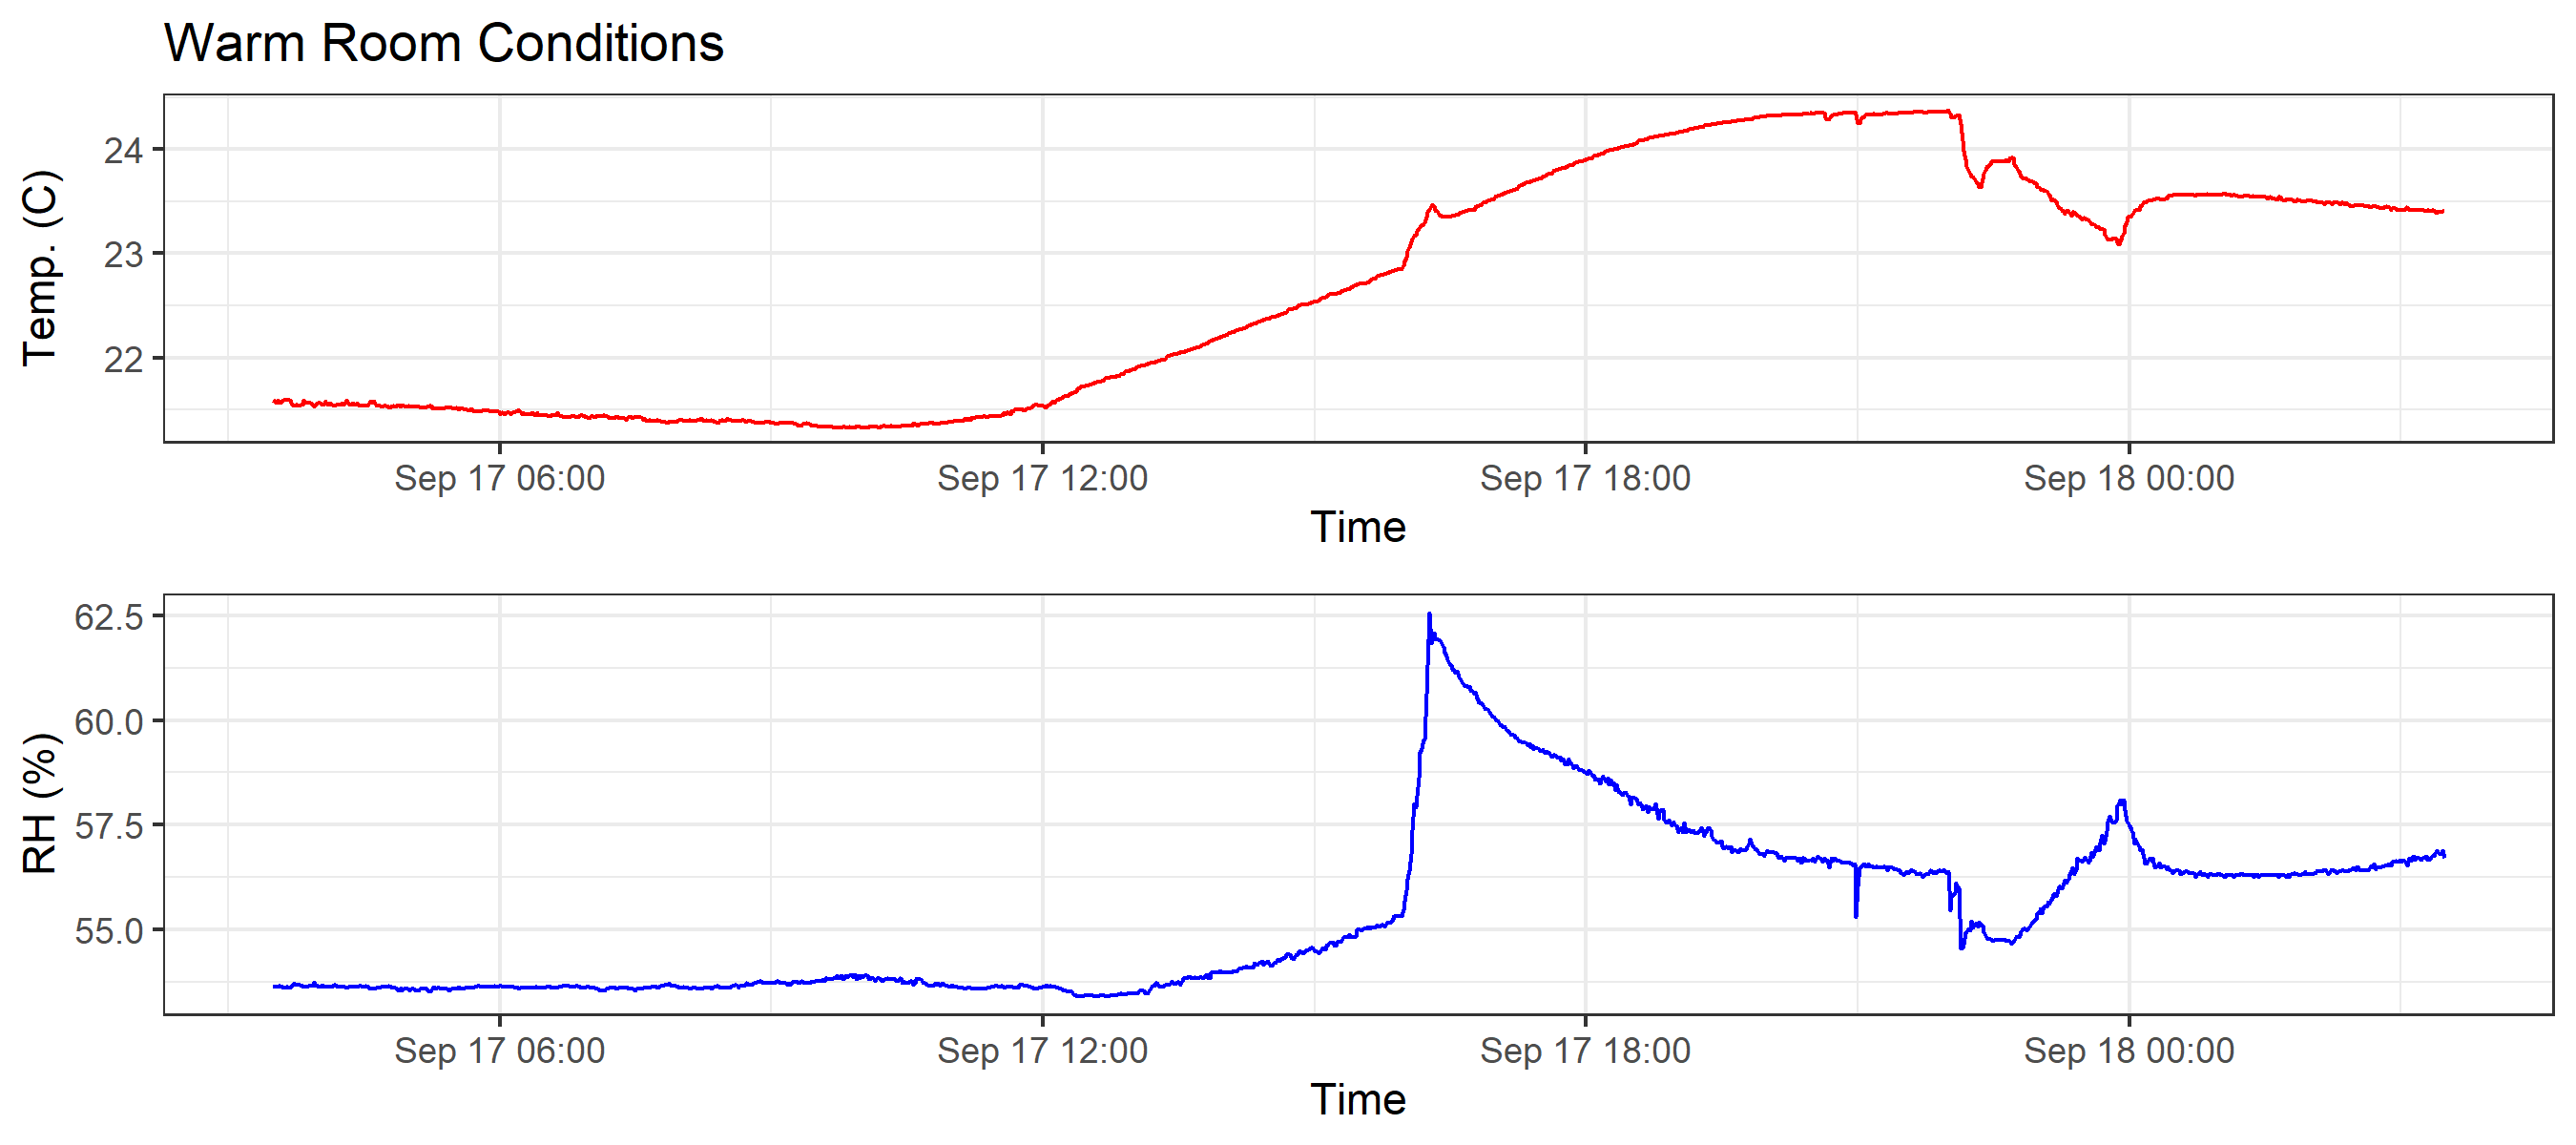 Warm Room Conditions
Temp. (C)
24
23
22
Sep 17 06:00 Sep 17 12:00 Sep 17 18:00 Sep 18 00:00
Time
RH (%)
62.5
60.0
57.5
55.0
Sep 17 06:00 Sep 17 12:00 Sep 17 18:00 Sep 18 00:00
Time